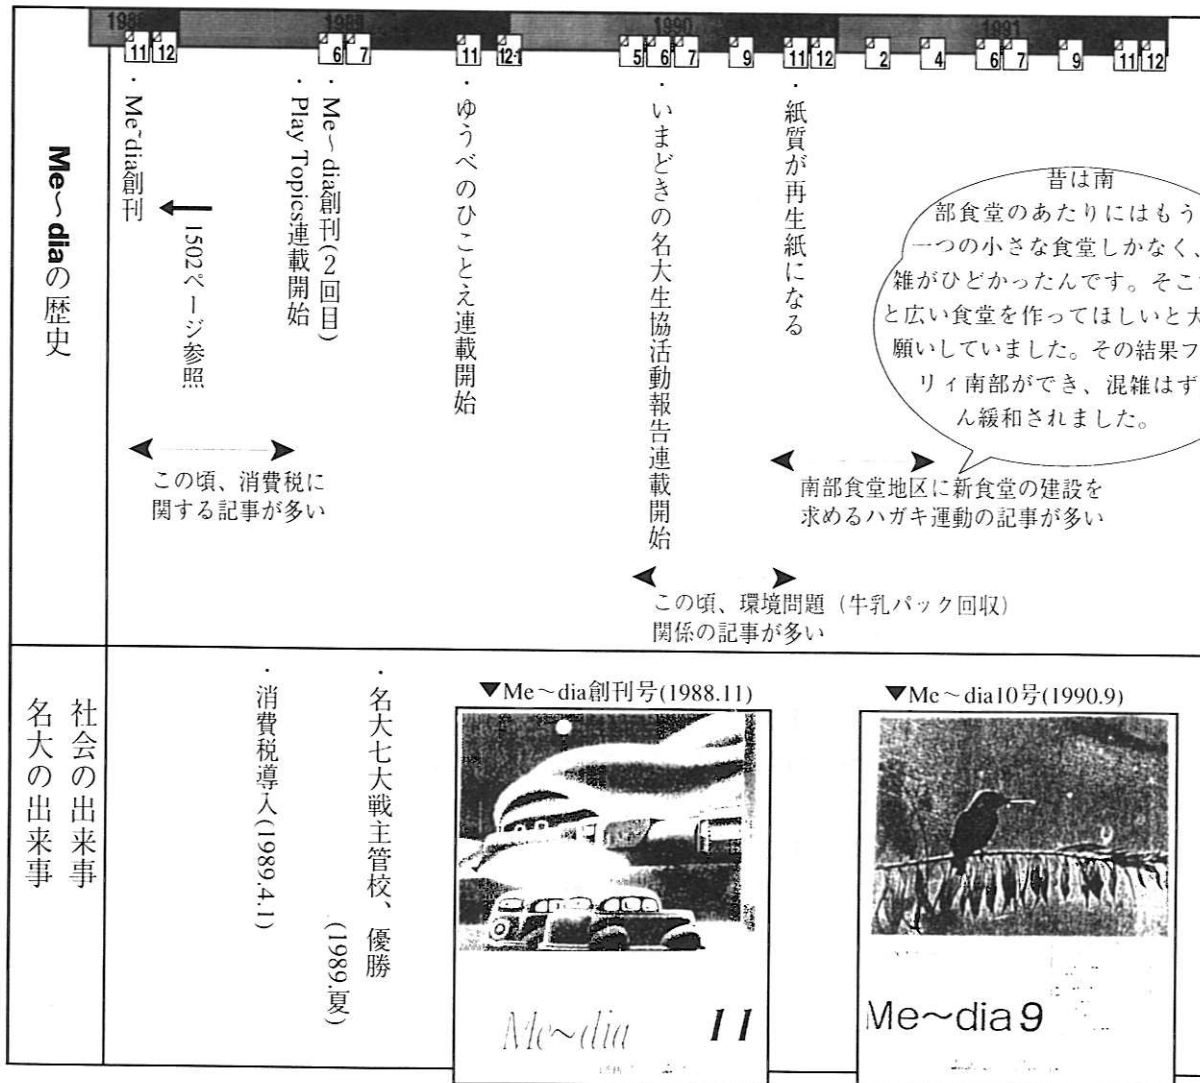 1988
1989
1990
1991
11 12
6 7
11
12·1
5 6 7
9
11 12
2
4
6 7
9
11 12
Me～diaの歴史
・Me~dia創刊
1502ページ参照
・Me～dia創刊(2回目)
・Play Topics連載開始
・ゆうべのひことえ連載開始
・いまどきの名大生協活動報告連載開始
・紙質が再生紙になる
昔は南
部食堂のあたりにはもう
一つの小さな食堂しかなく、
雑がひどかったんです。そこ
と広い食堂を作ってほしいと大
願いしていました。その結果フ
リィ南部ができ、混雑はず
ん緩和されました。
この頃、消費税に
関する記事が多い
南部食堂地区に新食堂の建設を
求めるハガキ運動の記事が多い
この頃、環境問題（牛乳パック回収）
関係の記事が多い
社会の出来事
名大の出来事
・消費税導入(1989.4.1)
・名大七大戦主管校、優勝
(1989.夏)
▼Me～dia創刊号(1988.11)
Me～dia 11
▼Me～dia10号(1990.9)
Me～dia 9